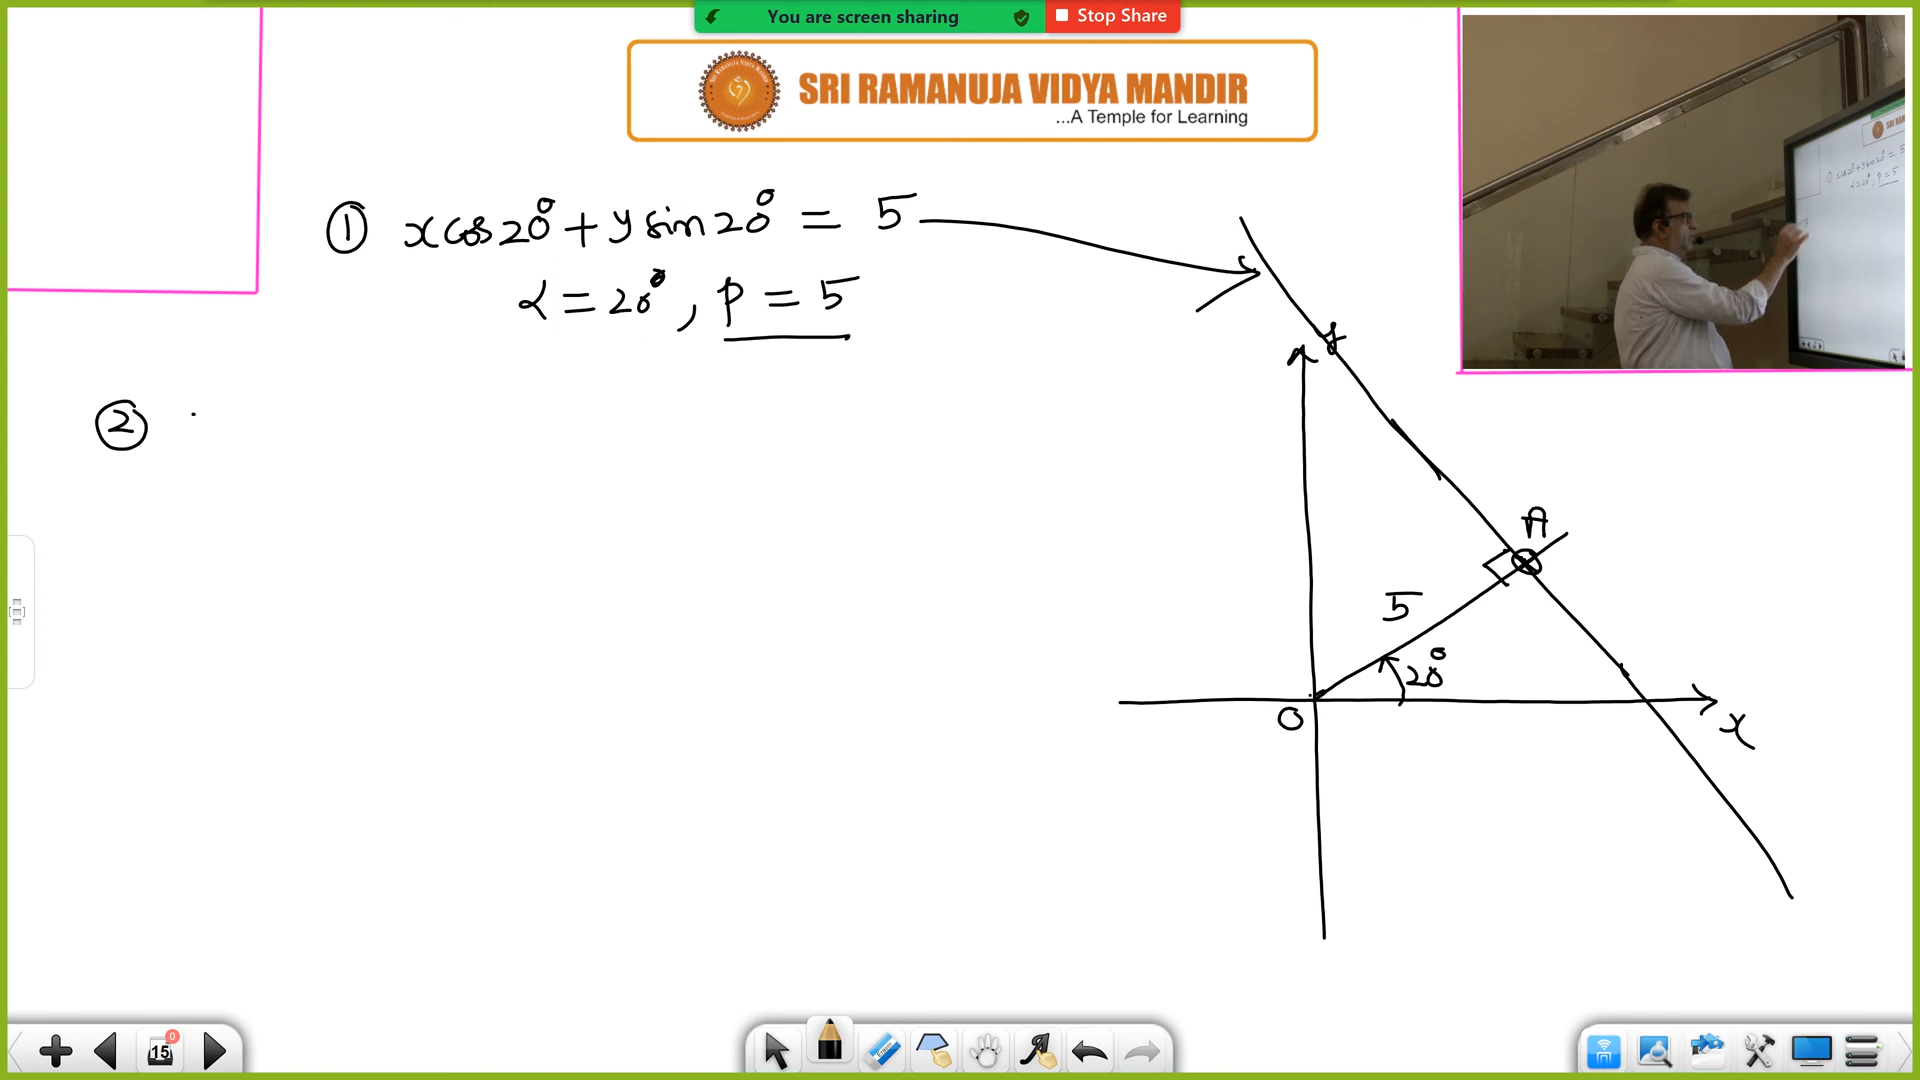 You are screen sharing
Stop Share
SRI RAMANUJA VIDYA MANDIR
...A Temple for Learning
① x cos 20° + y sin 20° = 5
α = 20°, p = 5
②
y
A
5
20°
O
x
15
0